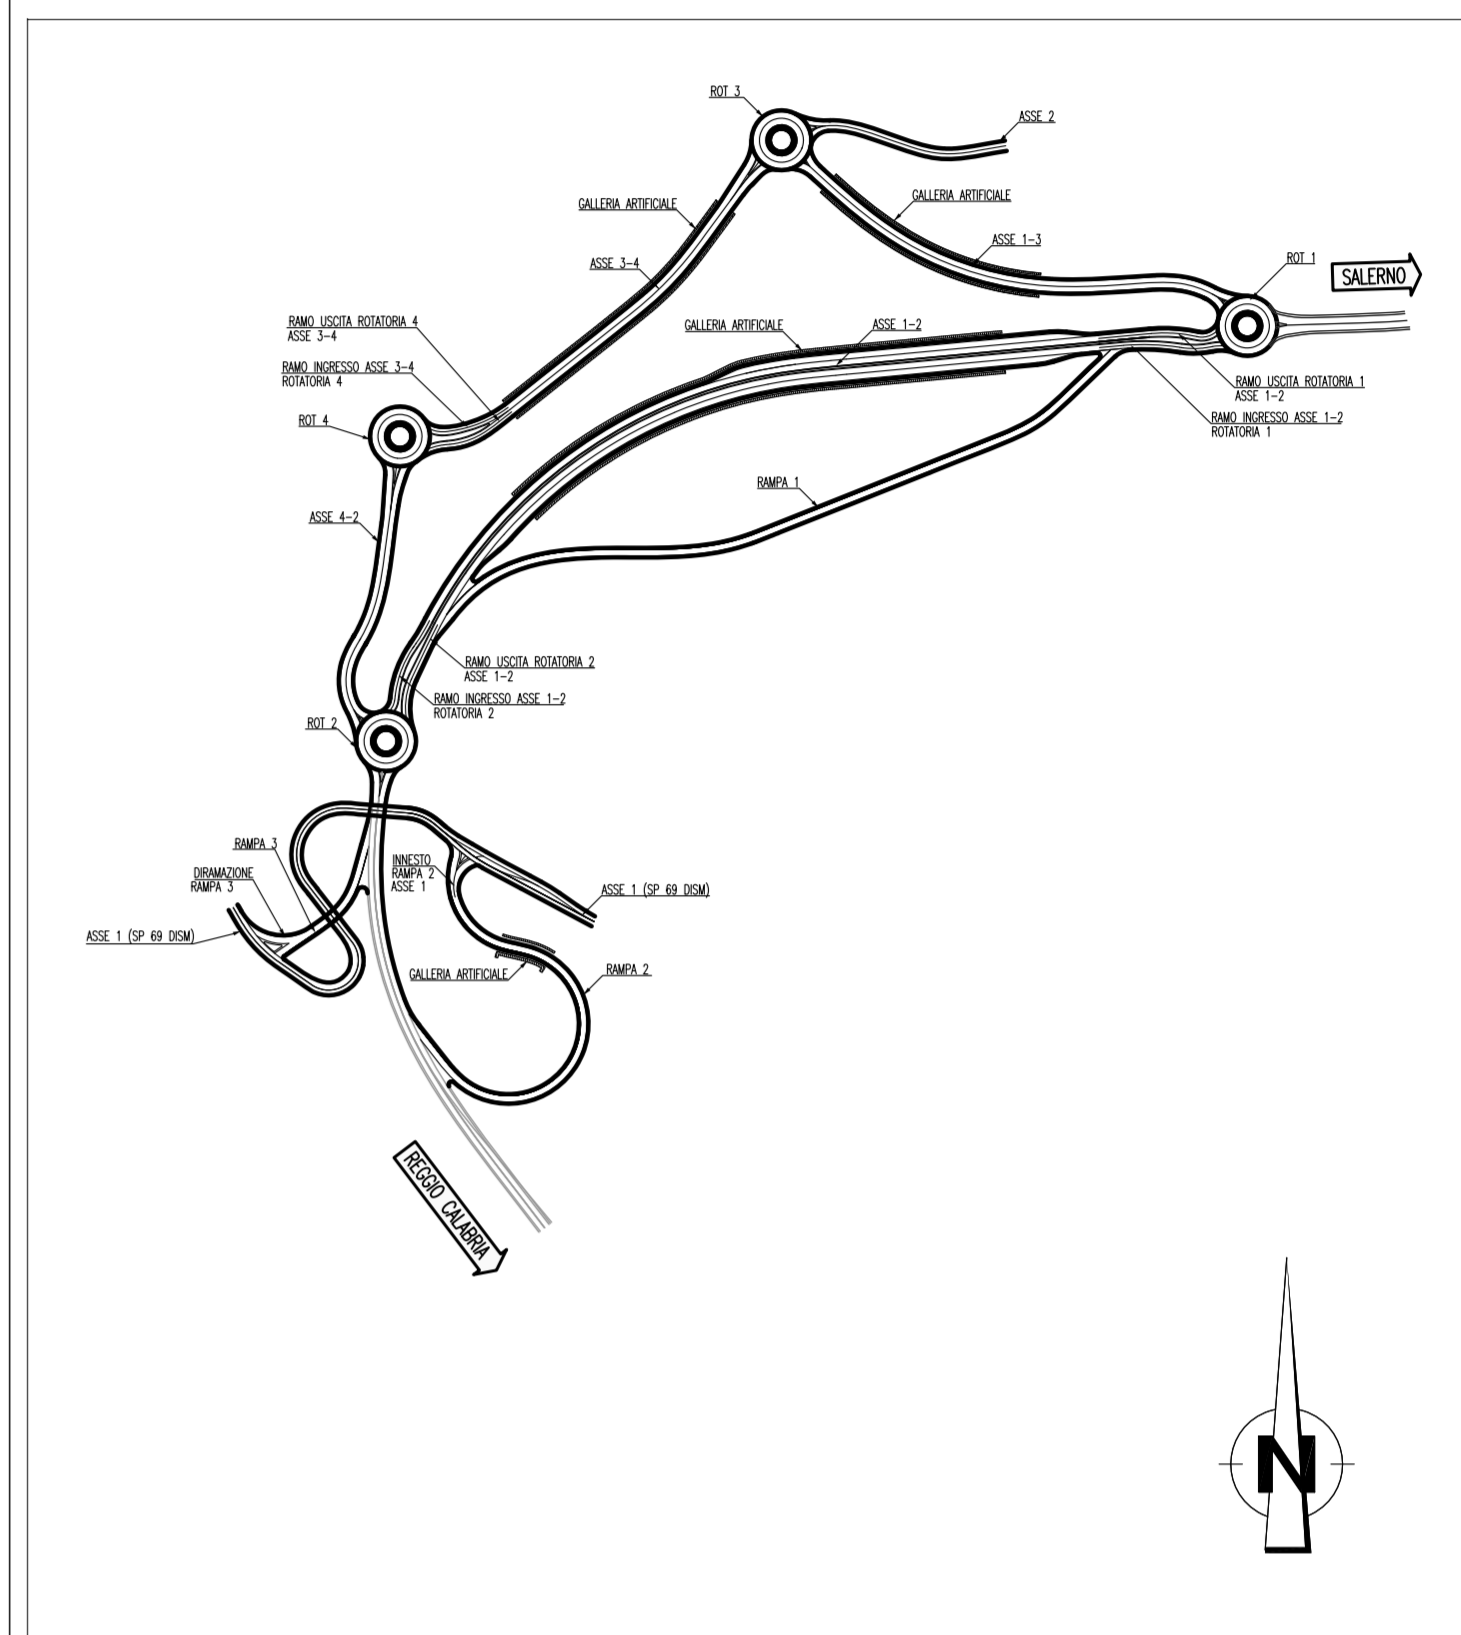 ROT 3
ASSE 2
GALLERIA ARTIFICIALE
GALLERIA ARTIFICIALE
ASSE 1-3
ASSE 3-4
ROT 1
SALERNO
RAMO USCITA ROTATORIA 4
ASSE 3-4
GALLERIA ARTIFICIALE
ASSE 1-2
RAMO INGRESSO ASSE 3-4
ROTATORIA 4
RAMO USCITA ROTATORIA 1
ASSE 1-2
ROT 4
RAMO INGRESSO ASSE 1-2
ROTATORIA 1
RAMPA 1
ASSE 4-2
RAMO USCITA ROTATORIA 2
ASSE 1-2
RAMO INGRESSO ASSE 1-2
ROTATORIA 2
ROT 2
RAMPA 3
DIRAMAZIONE
RAMPA 3
INNESTO
RAMPA 2
ASSE 1
ASSE 1 (SP 69 DISM)
ASSE 1 (SP 69 DISM)
GALLERIA ARTIFICIALE
RAMPA 2
REGGIO CALABRIA
N